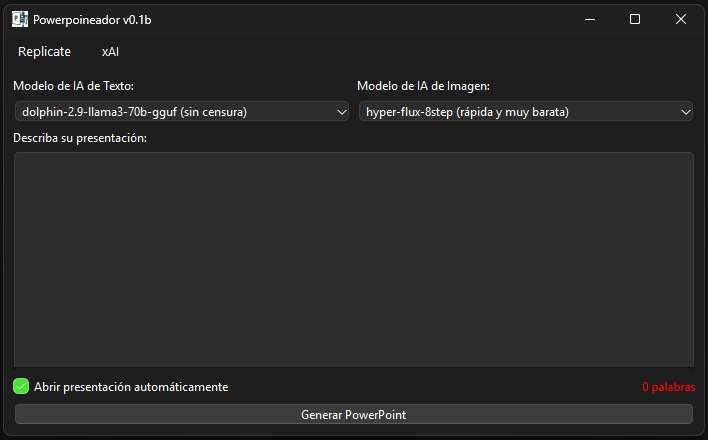 Powerpoineador v0.1b
Replicate xAI
Modelo de IA de Texto: Modelo de IA de Imagen:
dolphin-2.9-llama3-70b-gguf (sin censura) hyper-flux-8step (rápida y muy barata)
Describa su presentación:
Abrir presentación automáticamente 0 palabras
Generar PowerPoint